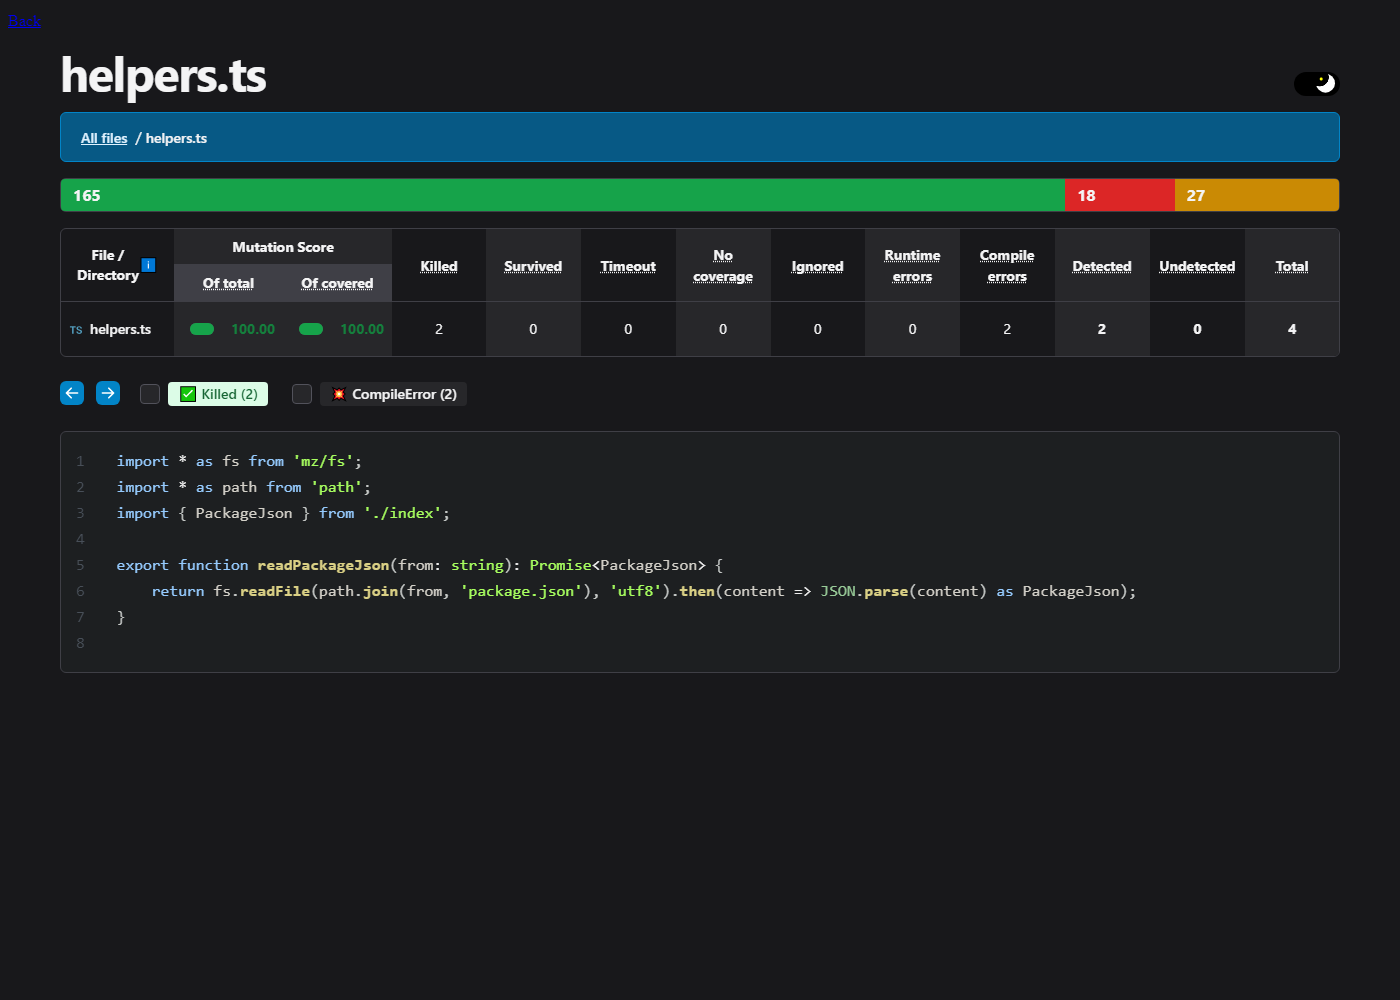 Back
helpers.ts
All files / helpers.ts
165 18 27
File / Directory i Mutation Score Killed Survived Timeout No coverage Ignored Runtime errors Compile errors Detected Undetected Total
Of total Of covered
TS helpers.ts 100.00 100.00 2 0 0 0 0 0 2 2 0 4
Killed (2) CompileError (2)
1 import * as fs from 'mz/fs';
2 import * as path from 'path';
3 import { PackageJson } from './index';
4
5 export function readPackageJson(from: string): Promise<PackageJson> {
6     return fs.readFile(path.join(from, 'package.json'), 'utf8').then(content => JSON.parse(content) as PackageJson);
7 }
8